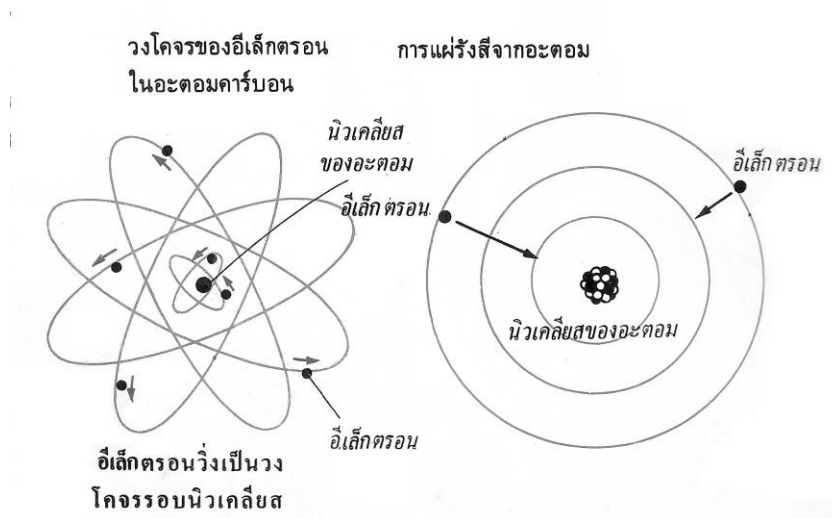 วงโคจรของอีเล็กตรอน
ในอะตอมคาร์บอน
นิวเคลียส
ของอะตอม
อีเล็กตรอน
อีเล็กตรอน
อีเล็กตรอนวิ่งเป็นวง
โคจรรอบนิวเคลียส
การแผ่รังสีจากอะตอม
อีเล็กตรอน
นิวเคลียสของอะตอม